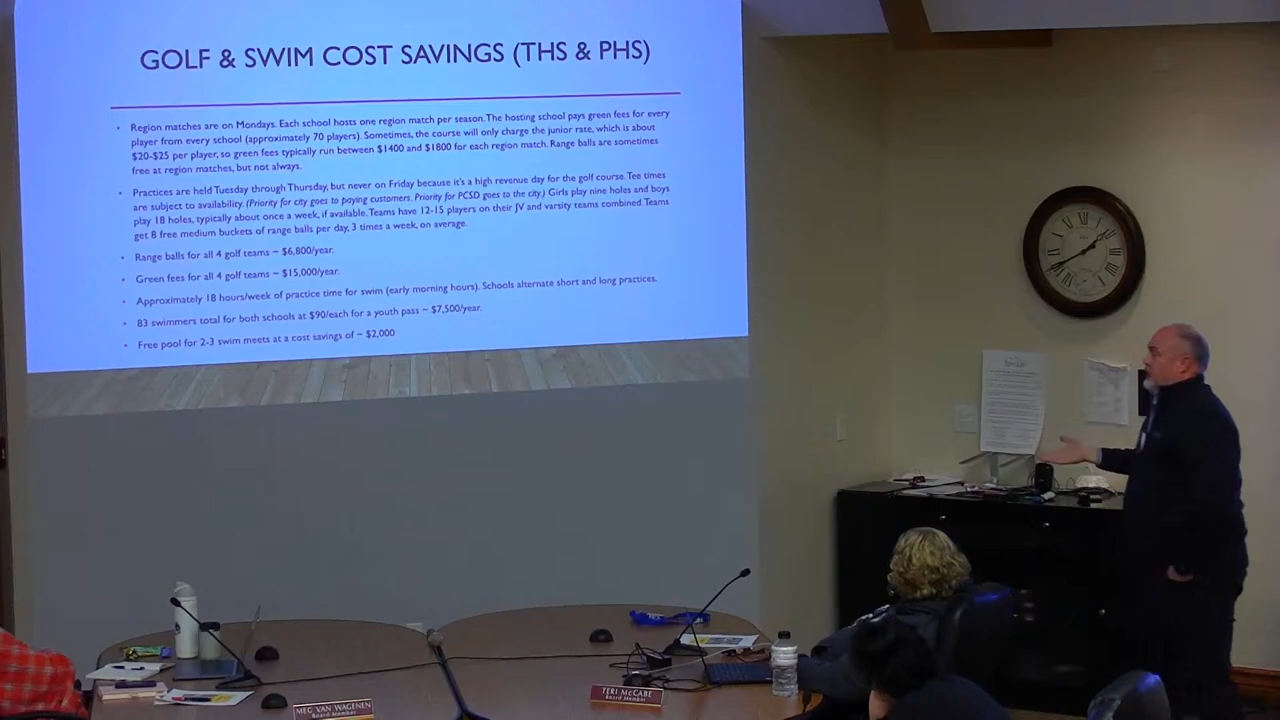 GOLF & SWIM COST SAVINGS (THS & PHS)
• Region matches are on Mondays. Each school hosts one region match per season. The hosting school pays green fees for every
player from every school (approximately 70 players). Sometimes, the course will only charge the junior rate, which is about
$20-$25 per player, so green fees typically run between $1400 and $1800 for each region match. Range balls are sometimes
free at region matches, but not always.
• Practices are held Tuesday through Thursday, but never on Friday because it's a high revenue day for the golf course. Tee times
are subject to availability. (Priority for city goes to paying customers. Priority for PCSD goes to the city.) Girls play nine holes and boys
play 18 holes, typically about once a week, if available. Teams have 12-15 players on their JV and varsity teams combined. Teams
get 8 free medium buckets of range balls per day, 3 times a week, on average.
• Range balls for all 4 golf teams ~ $6,800/year.
• Green fees for all 4 golf teams ~ $15,000/year.
• Approximately 18 hours/week of practice time for swim (early morning hours). Schools alternate short and long practices.
• 83 swimmers total for both schools at $90/each for a youth pass ~ $7,500/year.
• Free pool for 2-3 swim meets at a cost savings of ~ $2,000
MEG VAN WAGENEN
Board Member
TERI McCABE
Board Member